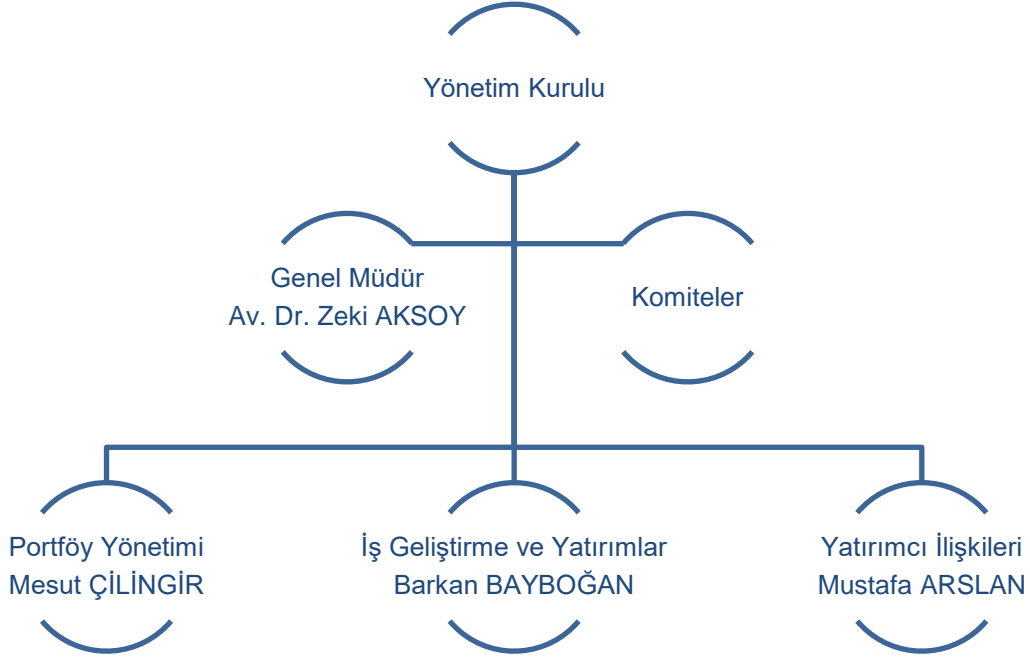 Yönetim Kurulu
Genel Müdür
Av. Dr. Zeki AKSOY
Komiteler
Portföy Yönetimi
Mesut ÇİLİNGİR
İş Geliştirme ve Yatırımlar
Barkan BAYBOĞAN
Yatırımcı İlişkileri
Mustafa ARSLAN